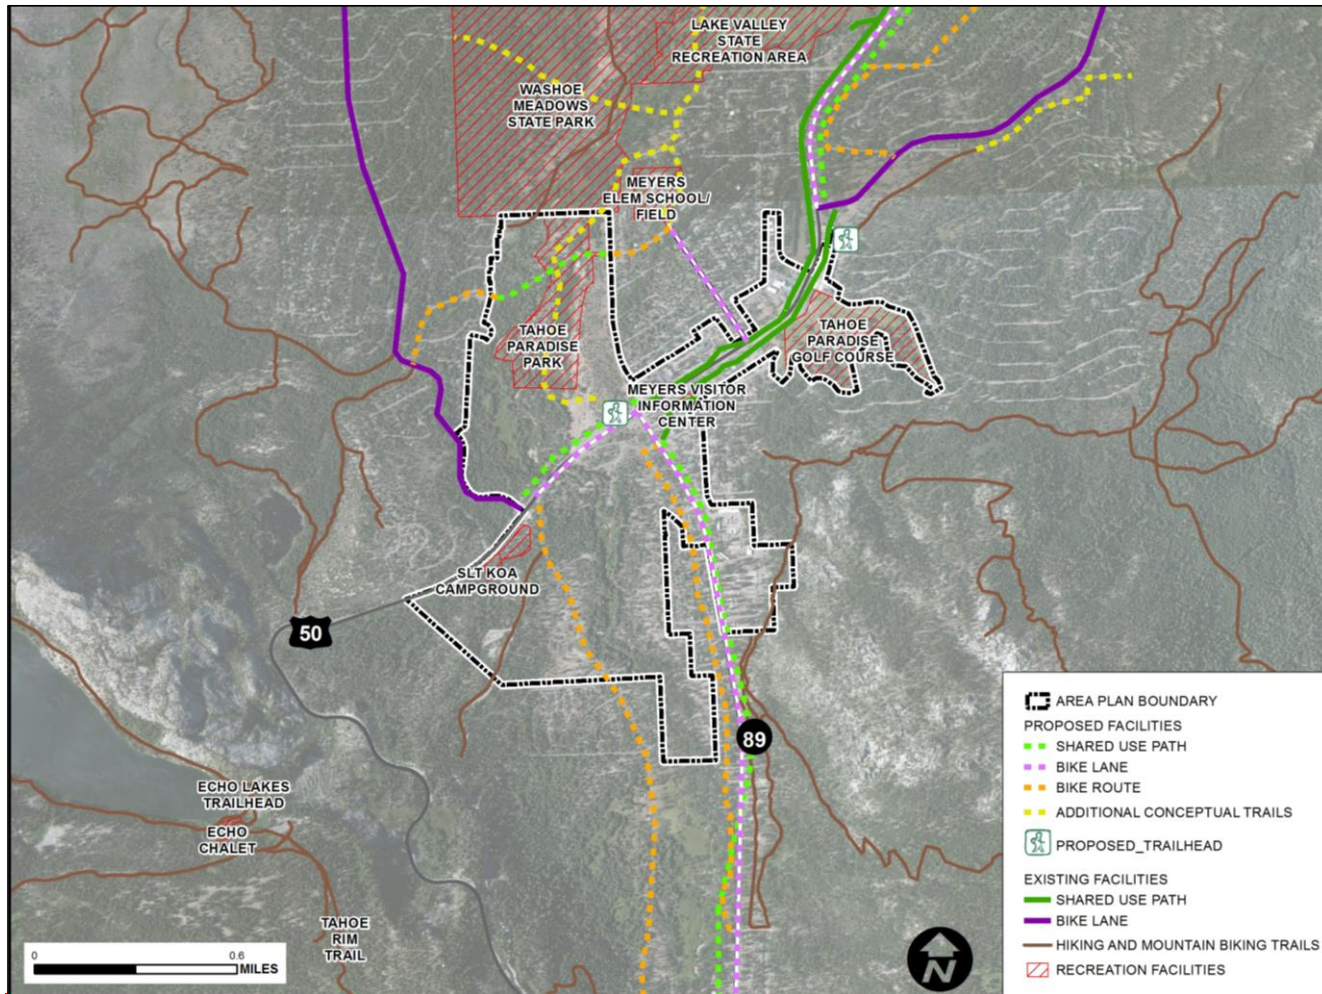 LAKE VALLEY
STATE
RECREATION AREA
WASHOE
MEADOWS
STATE PARK
MEYERS
ELEM SCHOOL/
FIELD
TAHOE
PARADISE
PARK
TAHOE
PARADISE
GOLF COURSE
MEYERS VISITOR
INFORMATION
CENTER
SLT KOA
CAMPGROUND
50
89
ECHO LAKES
TRAILHEAD
ECHO
CHALET
TAHOE
RIM
TRAIL
0 0.6
MILES
N
AREA PLAN BOUNDARY
PROPOSED FACILITIES
SHARED USE PATH
BIKE LANE
BIKE ROUTE
ADDITIONAL CONCEPTUAL TRAILS
PROPOSED_TRAILHEAD
EXISTING FACILITIES
SHARED USE PATH
BIKE LANE
HIKING AND MOUNTAIN BIKING TRAILS
RECREATION FACILITIES